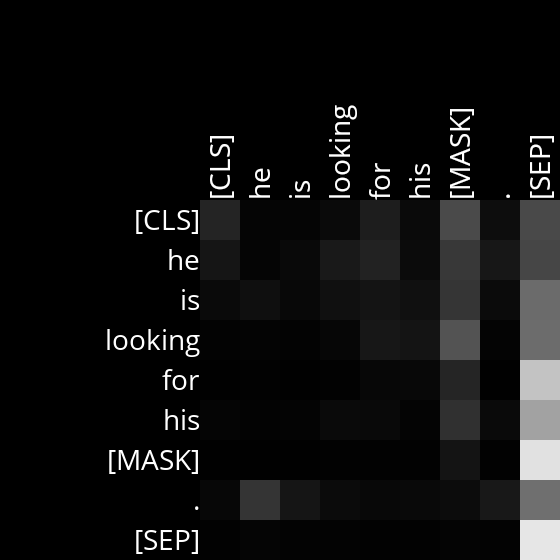 [CLS] he is looking for his [MASK] . [SEP]
[CLS]
he
is
looking
for
his
[MASK]
.
[SEP]